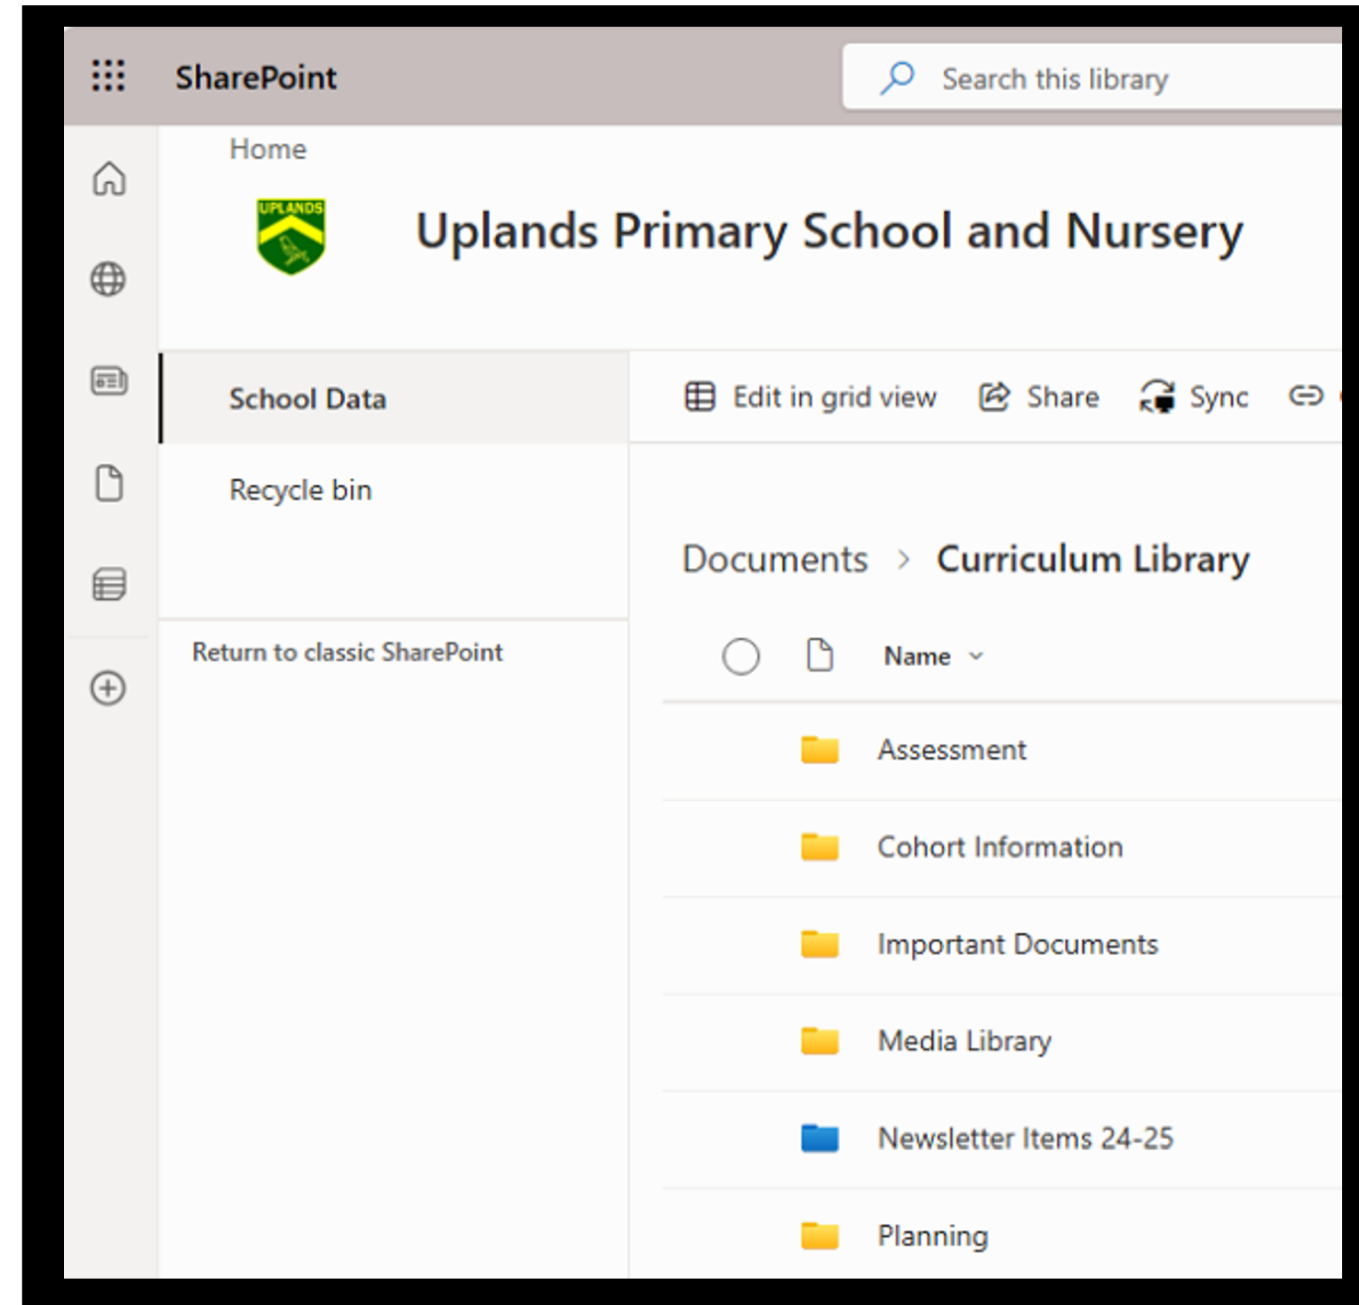 SharePoint
Search this library
Home
UPLANDS
Uplands Primary School and Nursery
School Data
Edit in grid view
Share
Sync
Recycle bin
Documents > Curriculum Library
Return to classic SharePoint
Name
Assessment
Cohort Information
Important Documents
Media Library
Newsletter Items 24-25
Planning